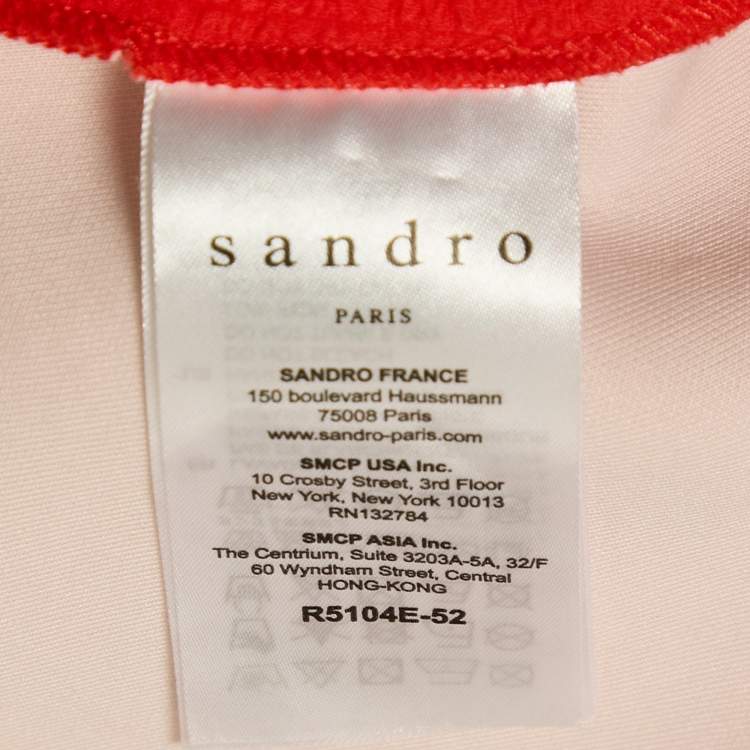 sandro
PARIS
SANDRO FRANCE
150 boulevard Haussmann
75008 Paris
www.sandro-paris.com
SMCP USA Inc.
10 Crosby Street, 3rd Floor
New York, New York 10013
RN132784
SMCP ASIA Inc.
The Centrium, Suite 3203A-5A, 32/F
60 Wyndham Street, Central
HONG-KONG
R5104E-52